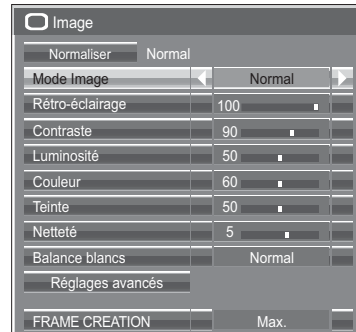 Image
Normaliser Normal
Mode Image Normal
Rétro-éclairage 100
Contraste 90
Luminosité 50
Couleur 60
Teinte 50
Netteté 5
Balance blancs Normal
Réglages avancés
FRAME CREATION Max.